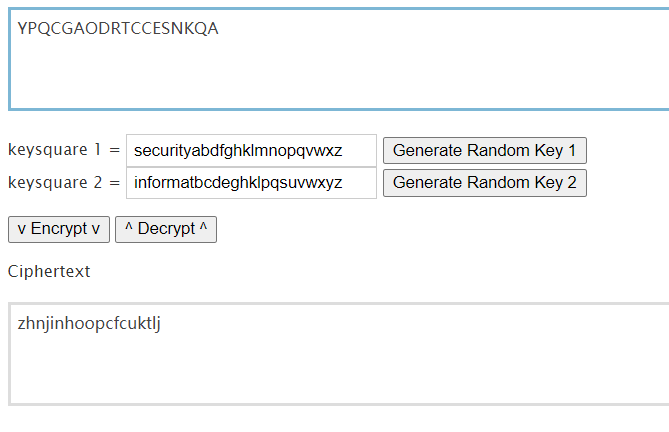 YPQCGAODRTCCESNKQA
keysquare 1 = securityabdfghklmnopqvwxz Generate Random Key 1
keysquare 2 = informatbcdeghklpqsuvwxyz Generate Random Key 2
v Encrypt v ^ Decrypt ^
Ciphertext
zhnjinhoopcfcuktlj